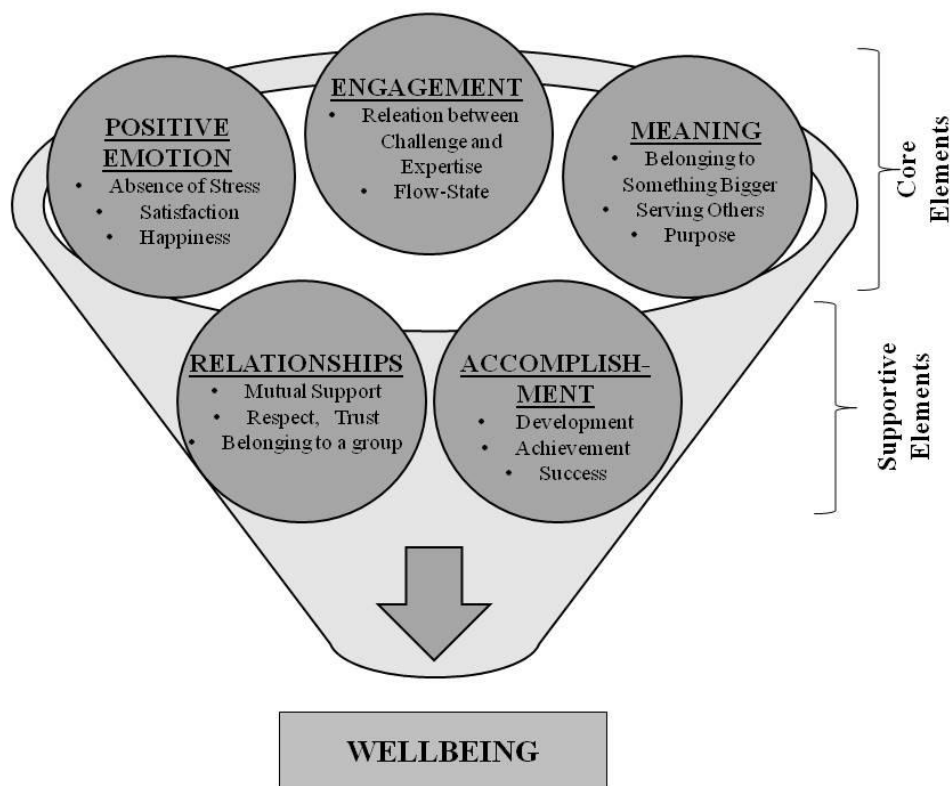 ENGAGEMENT
• Releation between
Challenge and
Expertise
• Flow-State
POSITIVE
EMOTION
• Absence of Stress
• Satisfaction
• Happiness
MEANING
• Belonging to
Something Bigger
• Serving Others
• Purpose
Core
Elements
RELATIONSHIPS
• Mutual Support
• Respect, Trust
• Belonging to a group
ACCOMPLISH-
MENT
• Development
• Achievement
• Success
Supportive
Elements
WELLBEING